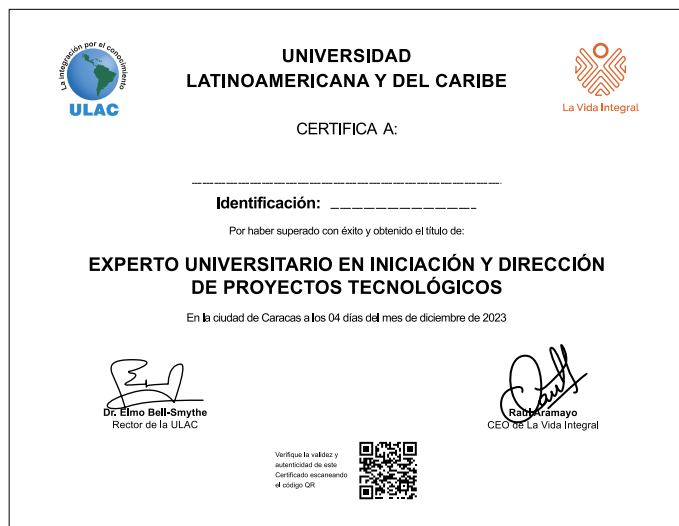 La integración por el conocimiento
ULAC
UNIVERSIDAD
LATINOAMERICANA Y DEL CARIBE
La Vida Integral
CERTIFICA A:
Identificación: ________________
Por haber superado con éxito y obtenido el título de:
EXPERTO UNIVERSITARIO EN INICIACIÓN Y DIRECCIÓN
DE PROYECTOS TECNOLÓGICOS
En la ciudad de Caracas a los 04 días del mes de diciembre de 2023
Dr. Elmo Bell-Smythe
Rector de la ULAC
Raúl Aramayo
CEO de La Vida Integral
Verifique la validez y
autenticidad de este
Certificado escaneando
el código QR